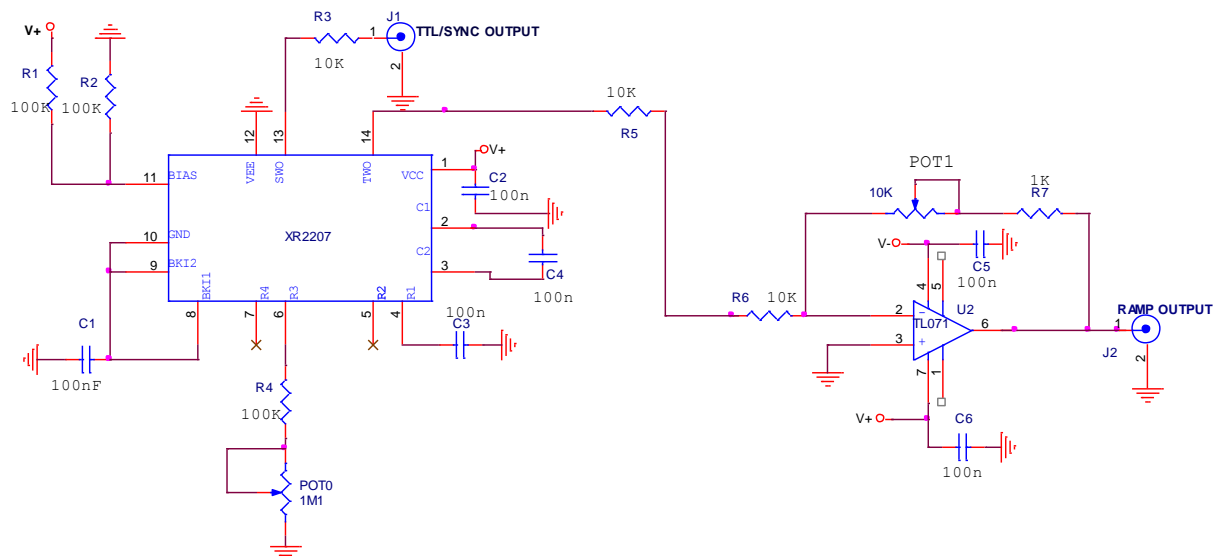 V+
R1
100K
R2
100K
R3
10K
J1
1
2
TTL/SYNC OUTPUT
12
13
14
VEE
SWO
TWO
11
BIAS
10
GND
9
BKI2
BKI1
8
XR2207
VCC
1
V+
C2
100n
C1
2
C2
3
C4
100n
R4
7
R3
6
R2
5
R1
4
100n
C3
C1
100nF
R4
100K
POT0
1M1
10K
R5
POT1
10K
1K
R7
V-
C5
100n
4
5
R6
10K
2
3
TL071
U2
6
7
1
V+
C6
100n
RAMP OUTPUT
1
J2
2